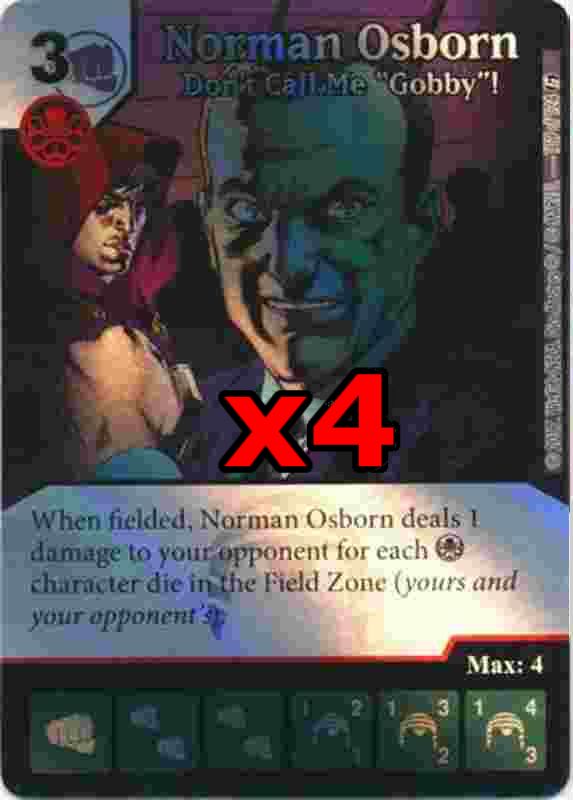 3
Norman Osborn
Don't Call Me "Gobby"!
x4
When fielded, Norman Osborn deals 1
damage to your opponent for each
character die in the Field Zone (yours and
your opponent's).
Max: 4
1 2
1
1 3
2
1 4
3